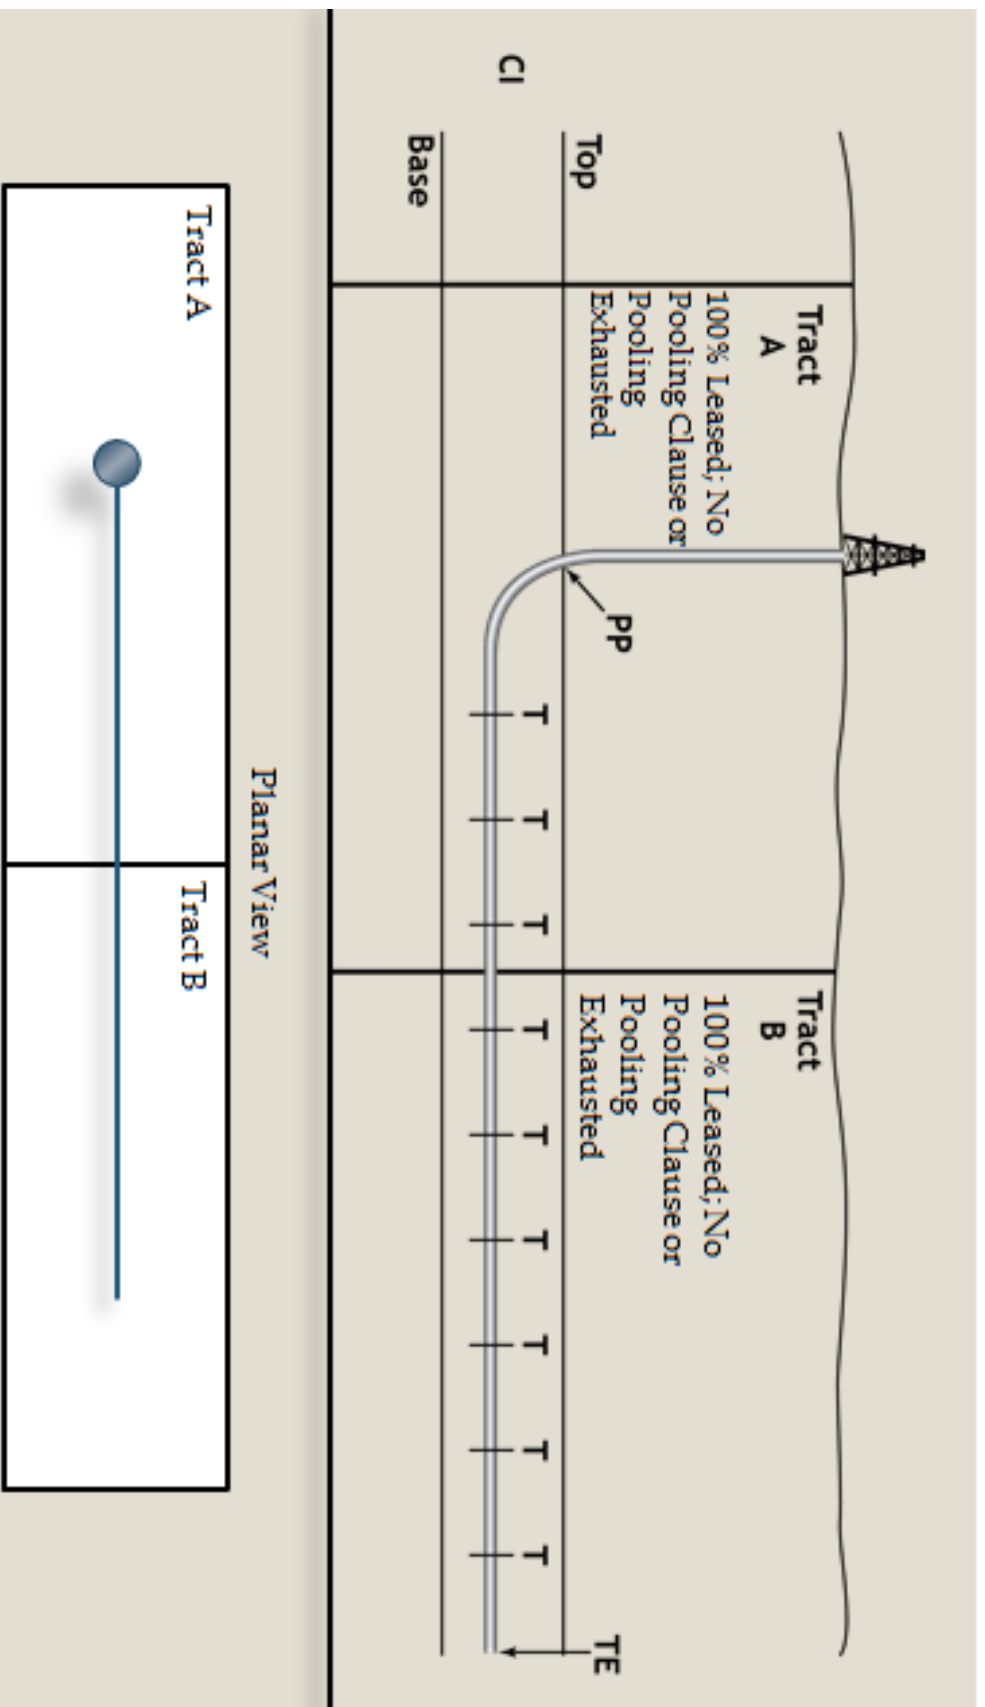 Tract
A
100% Leased; No
Pooling Clause or
Pooling
Exhausted
Tract
B
100% Leased; No
Pooling Clause or
Pooling
Exhausted
PP
TE
Top
CI
Base
T
T
T
T
T
T
T
T
T
Planar View
Tract A
Tract B